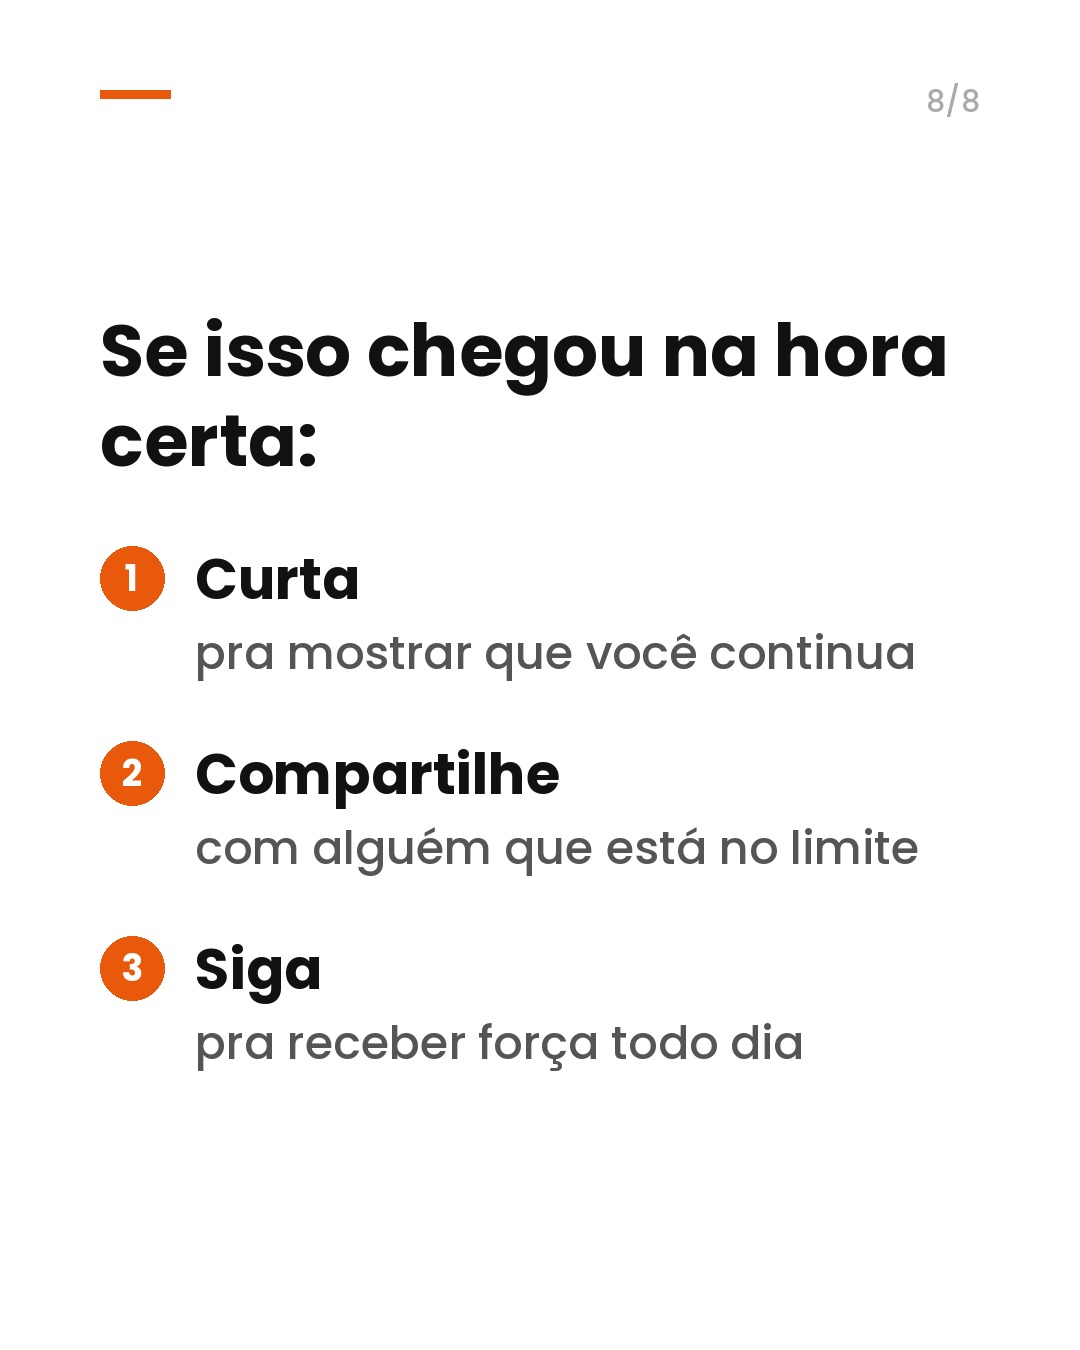 8/8
Se isso chegou na hora
certa:
1 Curta
pra mostrar que você continua
2 Compartilhe
com alguém que está no limite
3 Siga
pra receber força todo dia